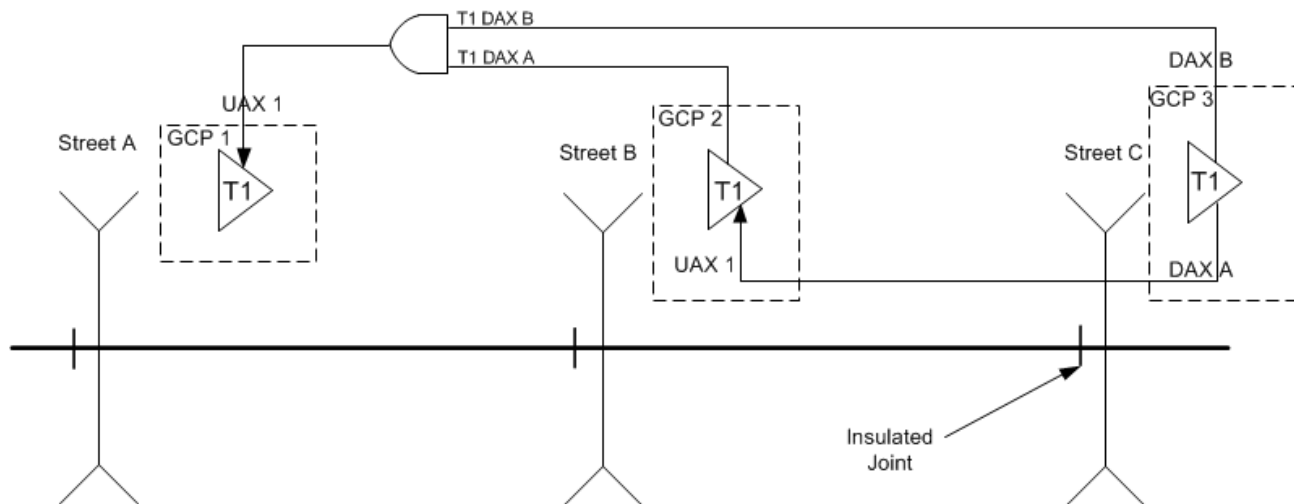 T1 DAX B
T1 DAX A
DAX B
UAX 1
GCP 1
GCP 2
GCP 3
Street A
Street B
Street C
T1
T1
T1
UAX 1
DAX A
Insulated
Joint